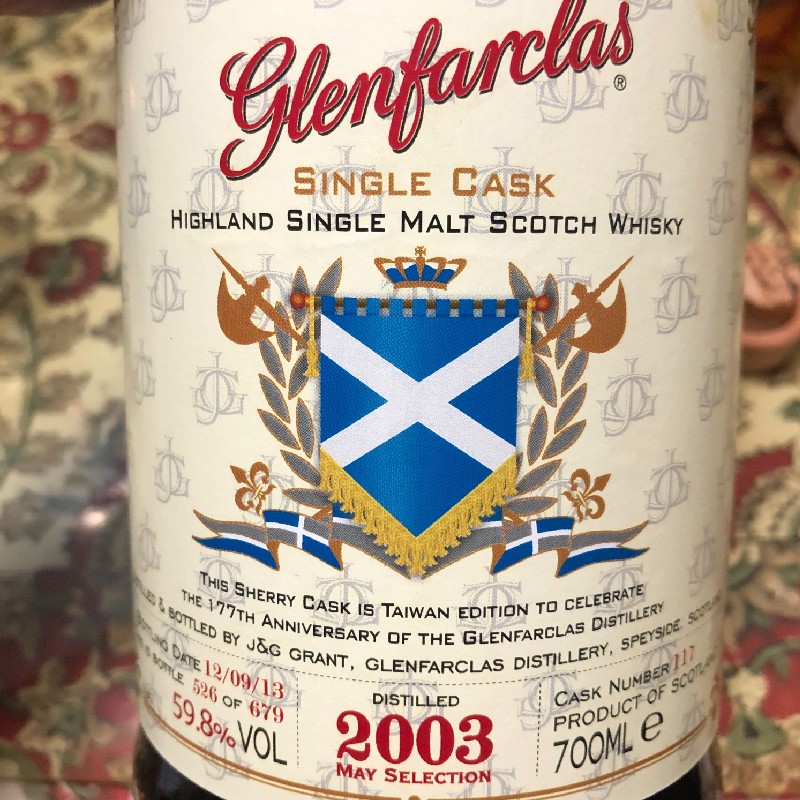 Glenfarclas ®
SINGLE CASK
HIGHLAND SINGLE MALT SCOTCH WHISKY
THIS SHERRY CASK IS TAIWAN EDITION TO CELEBRATE
THE 177TH ANNIVERSARY OF THE GLENFARCLAS DISTILLERY
& BOTTLED BY J&G GRANT, GLENFARCLAS DISTILLERY, SPEYSIDE, SCOTLAND
DATE 12/09/13
BOTTLE 526 OF 679
59.8% VOL
DISTILLED
2003
MAY SELECTION
CASK NUMBER 117
PRODUCT OF SCOTLAND
700ML e